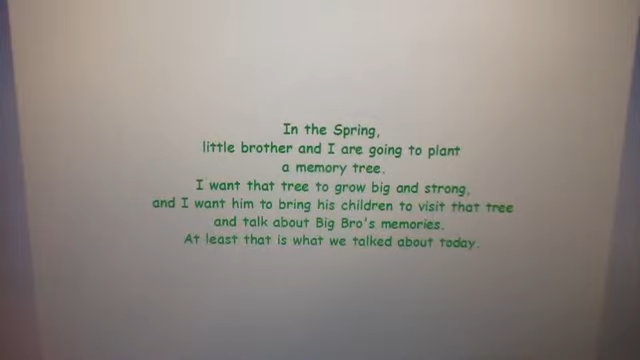 In the Spring,
little brother and I are going to plant
a memory tree.
I want that tree to grow big and strong,
and I want him to bring his children to visit that tree
and talk about Big Bro's memories.
At least that is what we talked about today.